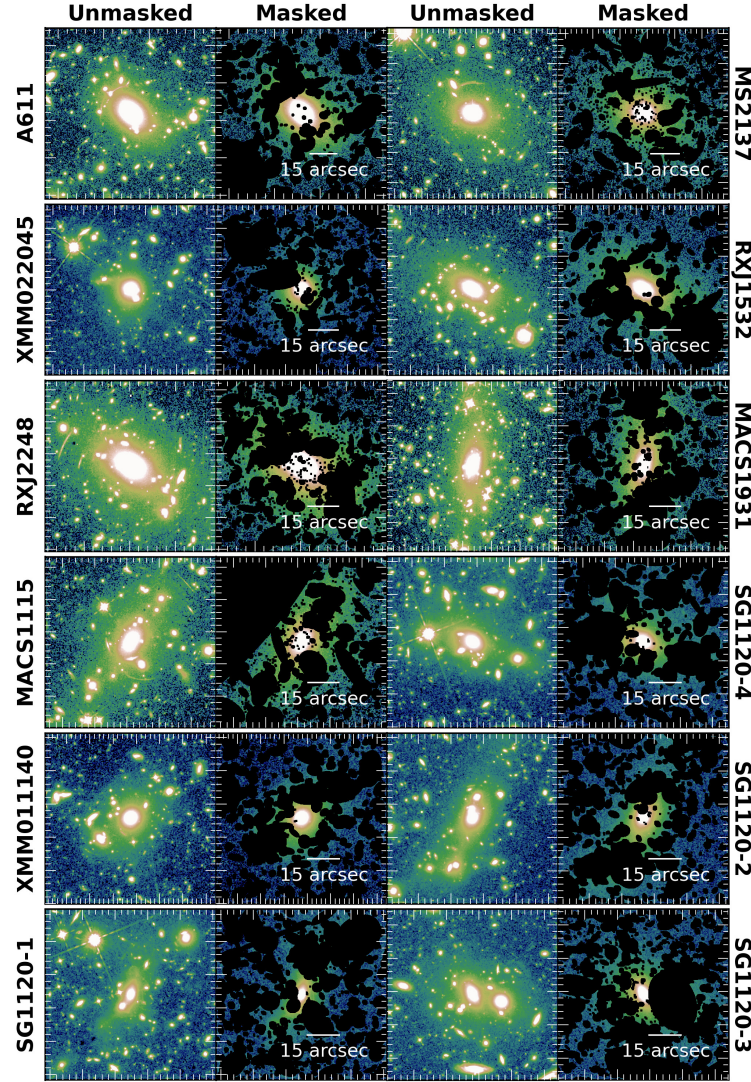 Unmasked Masked Unmasked Masked
A611 15 arcsec 15 arcsec MS2137
XMM022045 15 arcsec 15 arcsec RXJ1532
RXJ2248 15 arcsec 15 arcsec MACS1931
MACS1115 15 arcsec 15 arcsec SG1120-4
XMM011140 15 arcsec 15 arcsec SG1120-2
SG1120-1 15 arcsec 15 arcsec SG1120-3